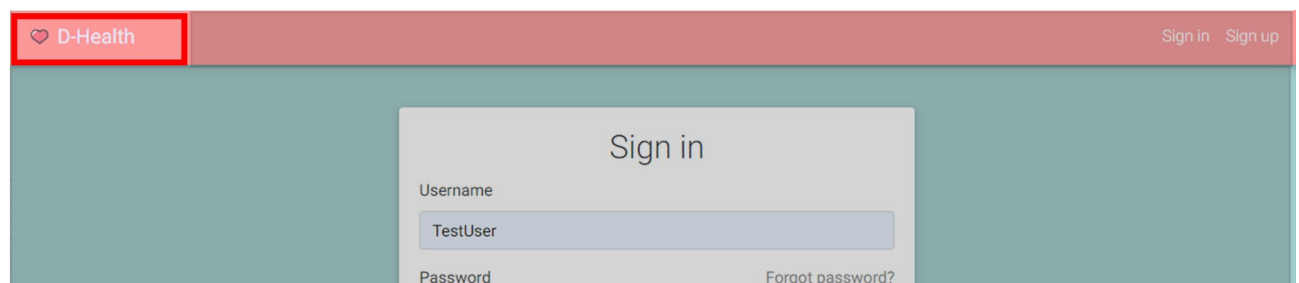 D-Health Sign in Sign up
Sign in
Username
TestUser
Password Forgot password?